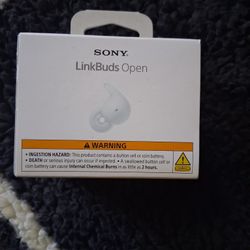 SONY
LinkBuds Open
WARNING
• INGESTION HAZARD: This product contains a button cell or coin battery.
• DEATH or serious injury can occur if ingested. • A swallowed button cell or
coin battery can cause Internal Chemical Burns in as little as 2 hours.